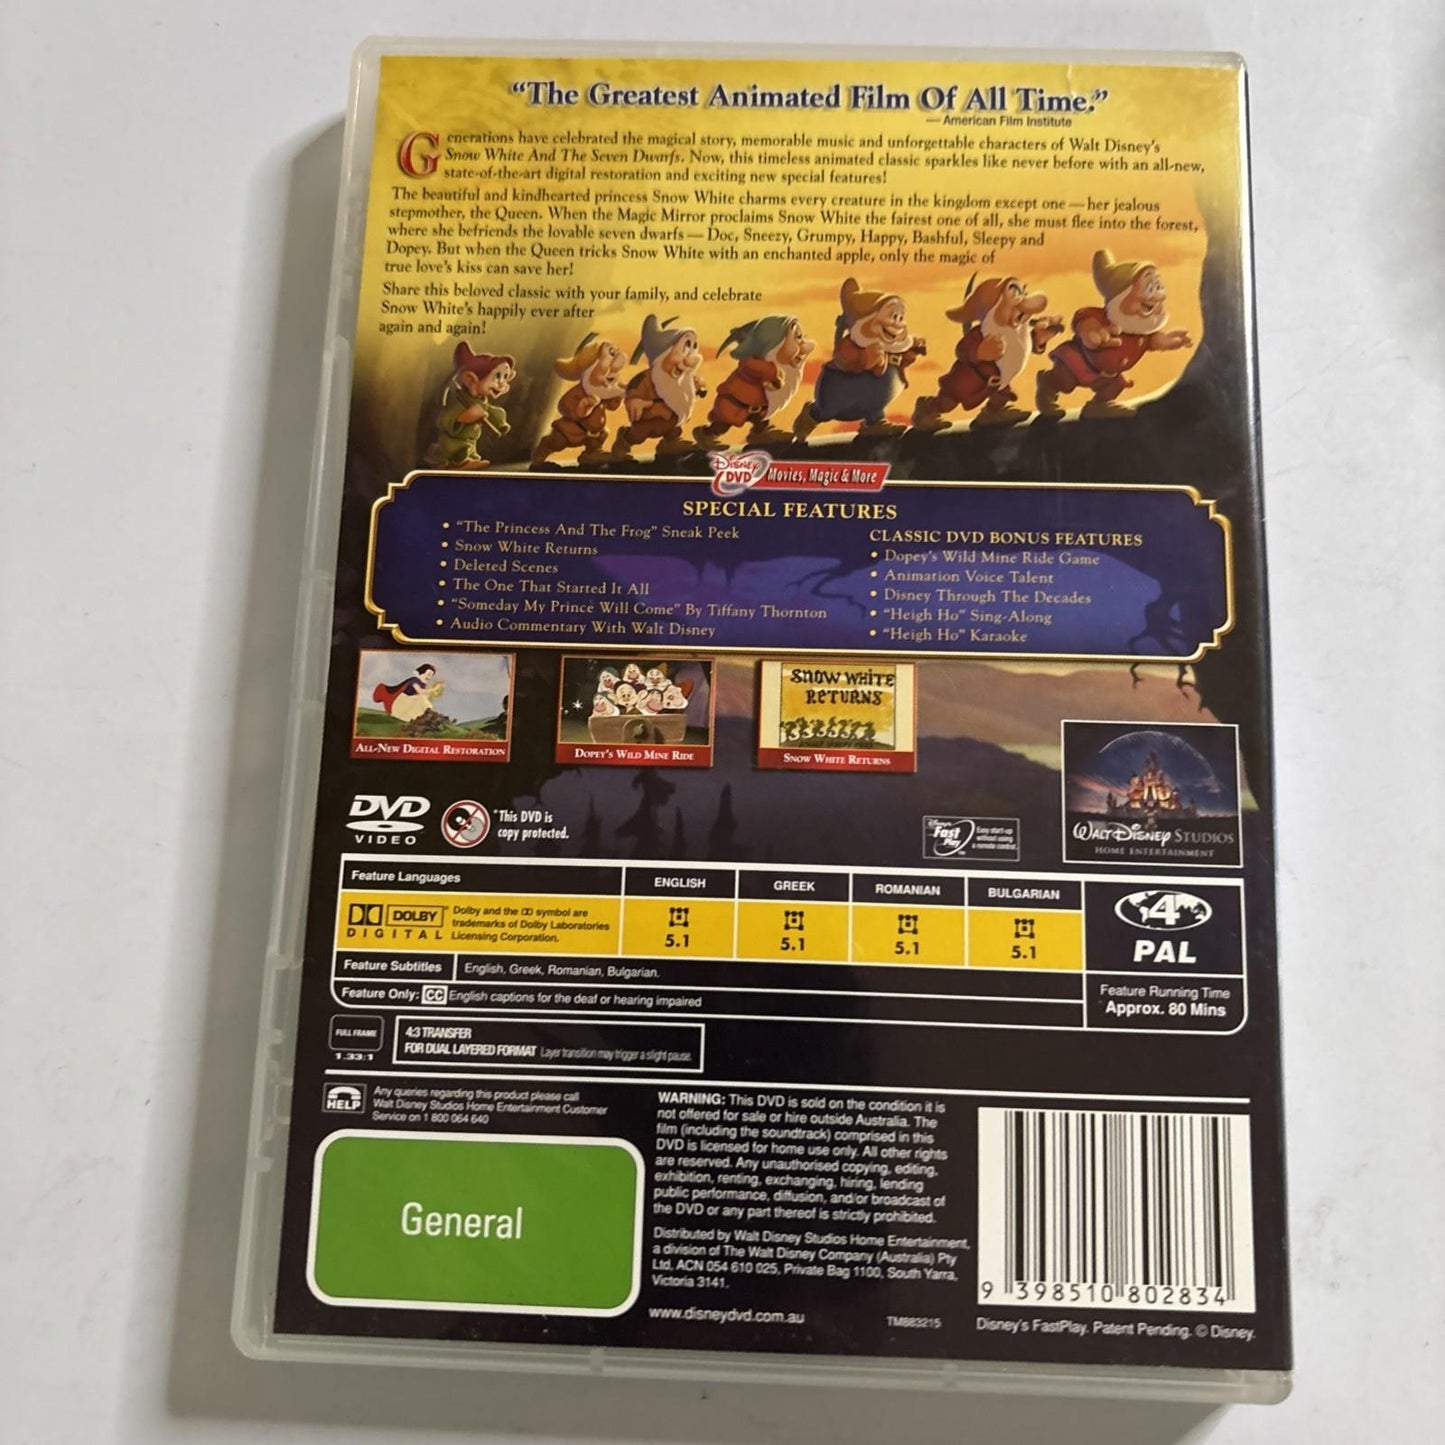 “The Greatest Animated Film Of All Time.”
— American Film Institute
Generations have celebrated the magical story, memorable music and unforgettable characters of Walt Disney's
Snow White And The Seven Dwarfs. Now, this timeless animated classic sparkles like never before with an all-new,
state-of-the-art digital restoration and exciting new special features!
The beautiful and kindhearted princess Snow White charms every creature in the kingdom except one — her jealous
stepmother, the Queen. When the Magic Mirror proclaims Snow White the fairest one of all, she must flee into the forest,
where she befriends the lovable seven dwarfs — Doc, Sneezy, Grumpy, Happy, Bashful, Sleepy and
Dopey. But when the Queen tricks Snow White with an enchanted apple, only the magic of
true love's kiss can save her!
Share this beloved classic with your family, and celebrate
Snow White's happily ever after
again and again!
Disney DVD Movies, Magic & More
SPECIAL FEATURES
• “The Princess And The Frog” Sneak Peek
• Snow White Returns
• Deleted Scenes
• The One That Started It All
• “Someday My Prince Will Come” By Tiffany Thornton
• Audio Commentary With Walt Disney
CLASSIC DVD BONUS FEATURES
• Dopey's Wild Mine Ride Game
• Animation Voice Talent
• Disney Through The Decades
• “Heigh Ho” Sing-Along
• “Heigh Ho” Karaoke
SNOW WHITE
RETURNS
ALL-NEW DIGITAL RESTORATION
DOPEY'S WILD MINE RIDE
SNOW WHITE RETURNS
DVD
VIDEO
*This DVD is
copy protected.
Disney's
Fast
Play
Easy start-up
without using
a remote control.
WALT DISNEY STUDIOS
HOME ENTERTAINMENT
Feature Languages
ENGLISH GREEK ROMANIAN BULGARIAN
DOLBY
DIGITAL
Dolby and the DD symbol are
trademarks of Dolby Laboratories
Licensing Corporation.
5.1 5.1 5.1 5.1
4
PAL
Feature Subtitles English, Greek, Romanian, Bulgarian.
Feature Only: CC English captions for the deaf or hearing impaired
Feature Running Time
Approx. 80 Mins
FULL FRAME
1.33:1
4:3 TRANSFER
FOR DUAL LAYERED FORMAT Layer transition may trigger a slight pause.
HELP
Any queries regarding this product please call
Walt Disney Studios Home Entertainment Customer
Service on 1 800 064 640
General
WARNING: This DVD is sold on the condition it is
not offered for sale or hire outside Australia. The
film (including the soundtrack) comprised in this
DVD is licensed for home use only. All other rights
are reserved. Any unauthorised copying, editing,
exhibition, renting, exchanging, hiring, lending
public performance, diffusion, and/or broadcast of
the DVD or any part thereof is strictly prohibited.
Distributed by Walt Disney Studios Home Entertainment,
a division of The Walt Disney Company (Australia) Pty
Ltd, ACN 054 610 025, Private Bag 1100, South Yarra,
Victoria 3141.
www.disneydvd.com.au
TM883215
9 398510 802834
Disney's FastPlay. Patent Pending. © Disney.